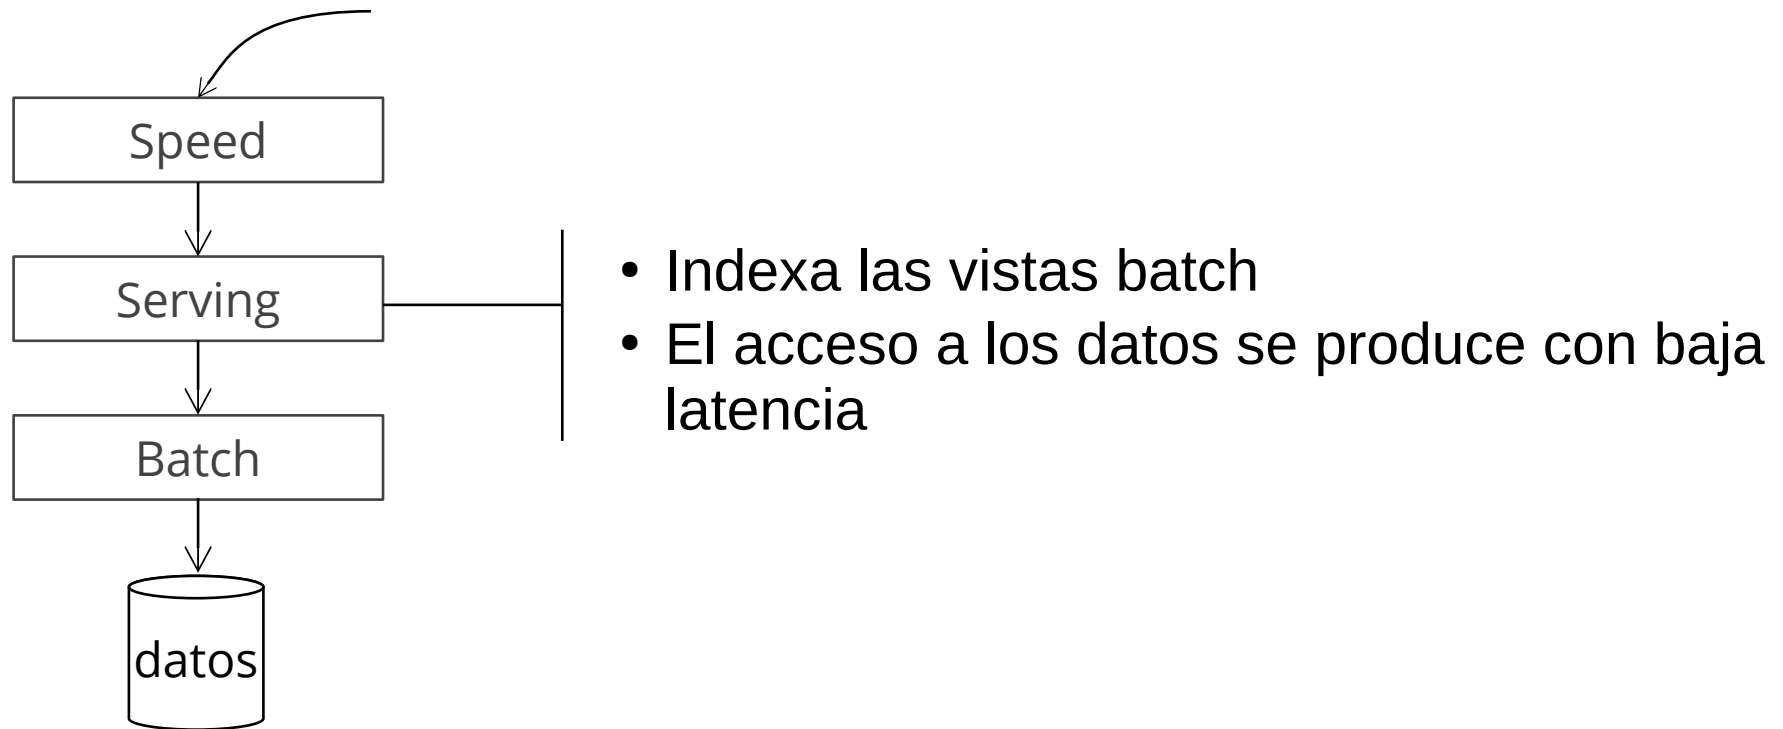 Speed
Serving
Batch
datos
• Indexa las vistas batch
• El acceso a los datos se produce con baja
latencia